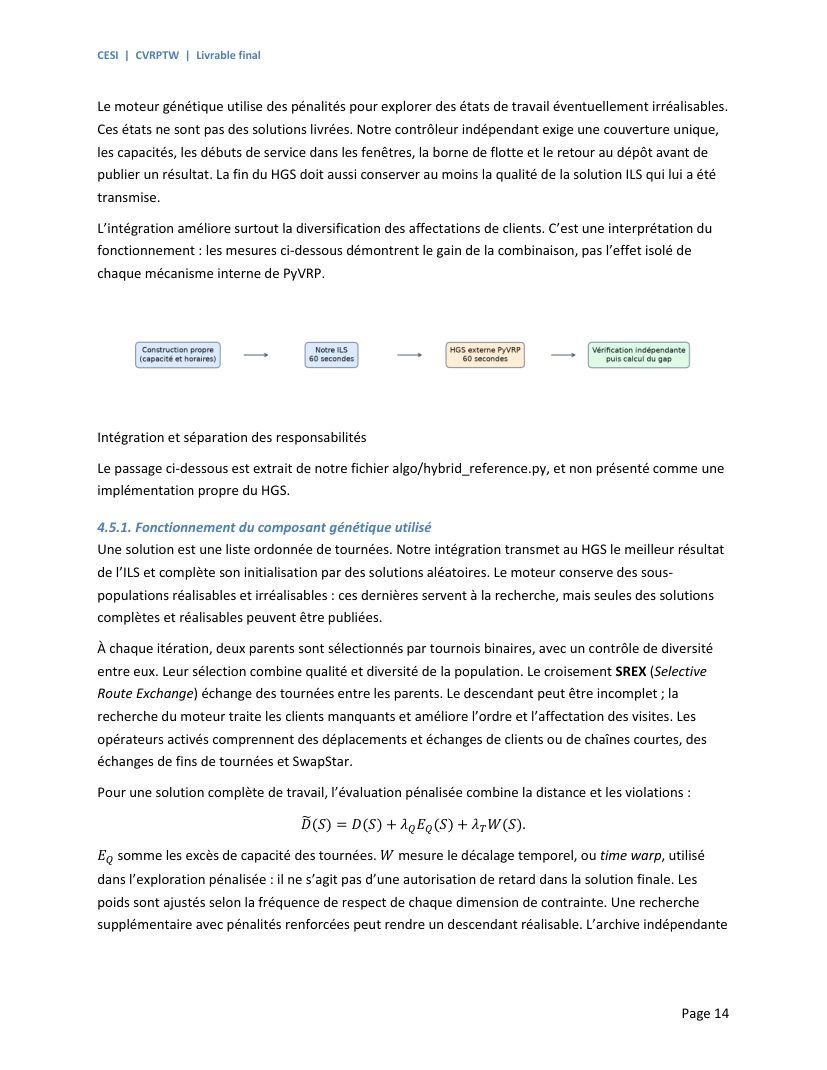 CESI | CVRPTW | Livrable final
Le moteur génétique utilise des pénalités pour explorer des états de travail éventuellement irréalisables.
Ces états ne sont pas des solutions livrées. Notre contrôleur indépendant exige une couverture unique,
les capacités, les débuts de service dans les fenêtres, la borne de flotte et le retour au dépôt avant de
publier un résultat. La fin du HGS doit aussi conserver au moins la qualité de la solution ILS qui lui a été
transmise.
L’intégration améliore surtout la diversification des affectations de clients. C’est une interprétation du
fonctionnement : les mesures ci-dessous démontrent le gain de la combinaison, pas l’effet isolé de
chaque mécanisme interne de PyVRP.
Construction propre
(capacité et horaires)
Notre ILS
60 secondes
HGS externe PyVRP
60 secondes
Vérification indépendante
puis calcul du gap
Intégration et séparation des responsabilités
Le passage ci-dessous est extrait de notre fichier algo/hybrid_reference.py, et non présenté comme une
implémentation propre du HGS.
4.5.1. Fonctionnement du composant génétique utilisé
Une solution est une liste ordonnée de tournées. Notre intégration transmet au HGS le meilleur résultat
de l’ILS et complète son initialisation par des solutions aléatoires. Le moteur conserve des sous-
populations réalisables et irréalisables : ces dernières servent à la recherche, mais seules des solutions
complètes et réalisables peuvent être publiées.
À chaque itération, deux parents sont sélectionnés par tournois binaires, avec un contrôle de diversité
entre eux. Leur sélection combine qualité et diversité de la population. Le croisement SREX (Selective
Route Exchange) échange des tournées entre les parents. Le descendant peut être incomplet ; la
recherche du moteur traite les clients manquants et améliore l’ordre et l’affectation des visites. Les
opérateurs activés comprennent des déplacements et échanges de clients ou de chaînes courtes, des
échanges de fins de tournées et SwapStar.
Pour une solution complète de travail, l’évaluation pénalisée combine la distance et les violations :
D̃(S) = D(S) + λ_Q E_Q(S) + λ_T W(S).
E_Q somme les excès de capacité des tournées. W mesure le décalage temporel, ou time warp, utilisé
dans l’exploration pénalisée : il ne s’agit pas d’une autorisation de retard dans la solution finale. Les
poids sont ajustés selon la fréquence de respect de chaque dimension de contrainte. Une recherche
supplémentaire avec pénalités renforcées peut rendre un descendant réalisable. L’archive indépendante
Page 14